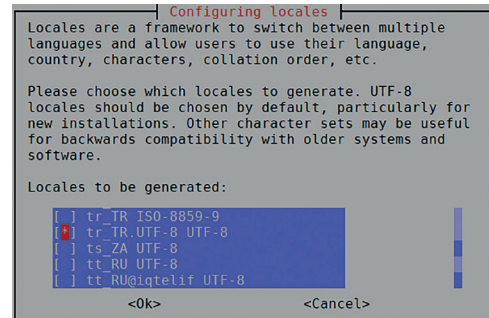 Configuring locales
Locales are a framework to switch between multiple
languages and allow users to use their language,
country, characters, collation order, etc.
Please choose which locales to generate. UTF-8
locales should be chosen by default, particularly for
new installations. Other character sets may be useful
for backwards compatibility with older systems and
software.
Locales to be generated:
[ ] tr_TR ISO-8859-9
[*] tr_TR.UTF-8 UTF-8
[ ] ts_ZA UTF-8
[ ] tt_RU UTF-8
[ ] tt_RU@iqtelif UTF-8
<Ok> <Cancel>